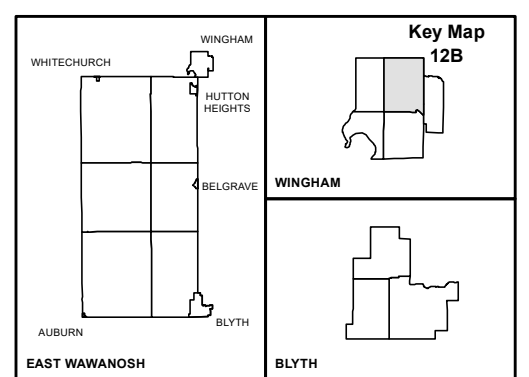 WINGHAM
WHITECHURCH
HUTTON
HEIGHTS
BELGRAVE
BLYTH
AUBURN
EAST WAWANOSH
Key Map
12B
WINGHAM
BLYTH